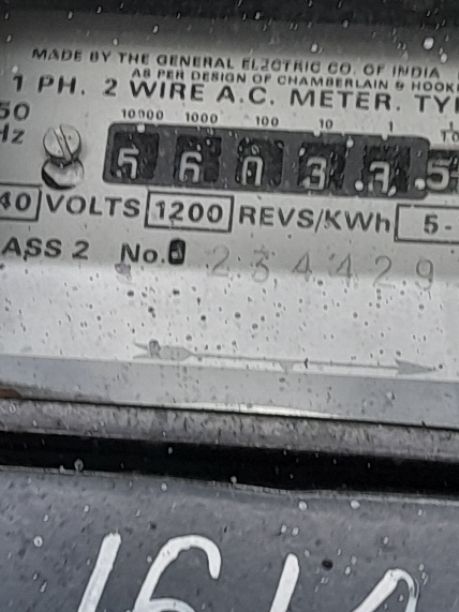 MADE BY THE GENERAL ELECTRIC CO. OF INDIA
AS PER DESIGN OF CHAMBERLAIN & HOOK
1 PH. 2 WIRE A.C. METER. TY
50
Hz
10000 1000 100 10 1
5 6 0 3 3 .5
40 VOLTS 1200 REVS/KWh 5-
ASS 2 No. 234429
R
161